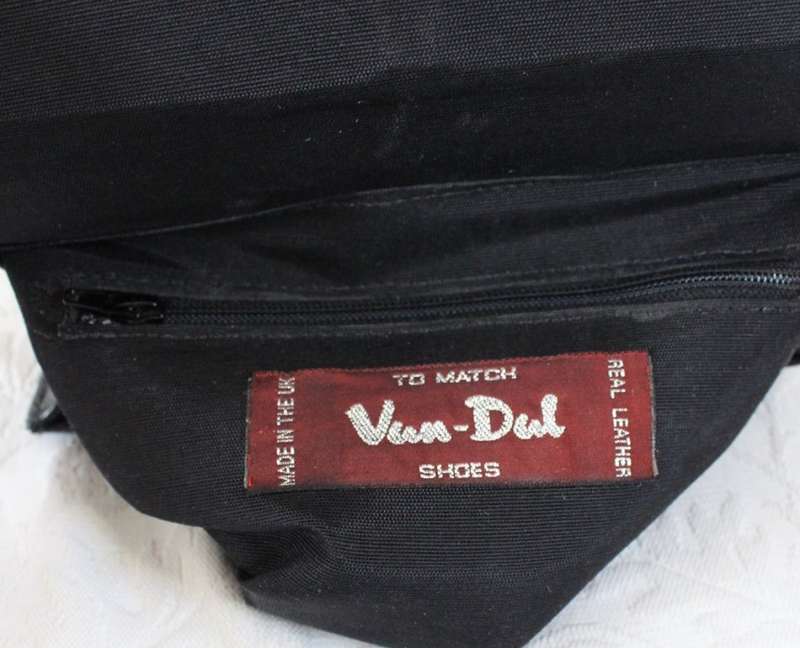 MADE IN THE UK
TO MATCH
Van-Dal
SHOES
REAL LEATHER